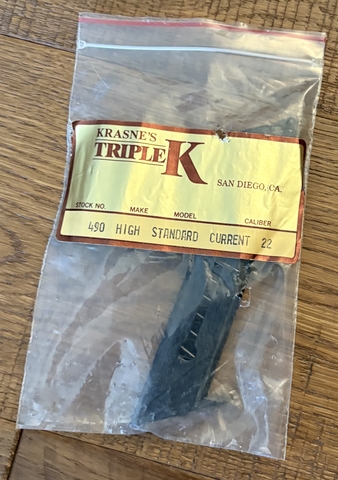 KRASNE'S
TRIPLE K
SAN DIEGO, CA.
STOCK NO. MAKE MODEL CALIBER
490 HIGH STANDARD CURRENT 22